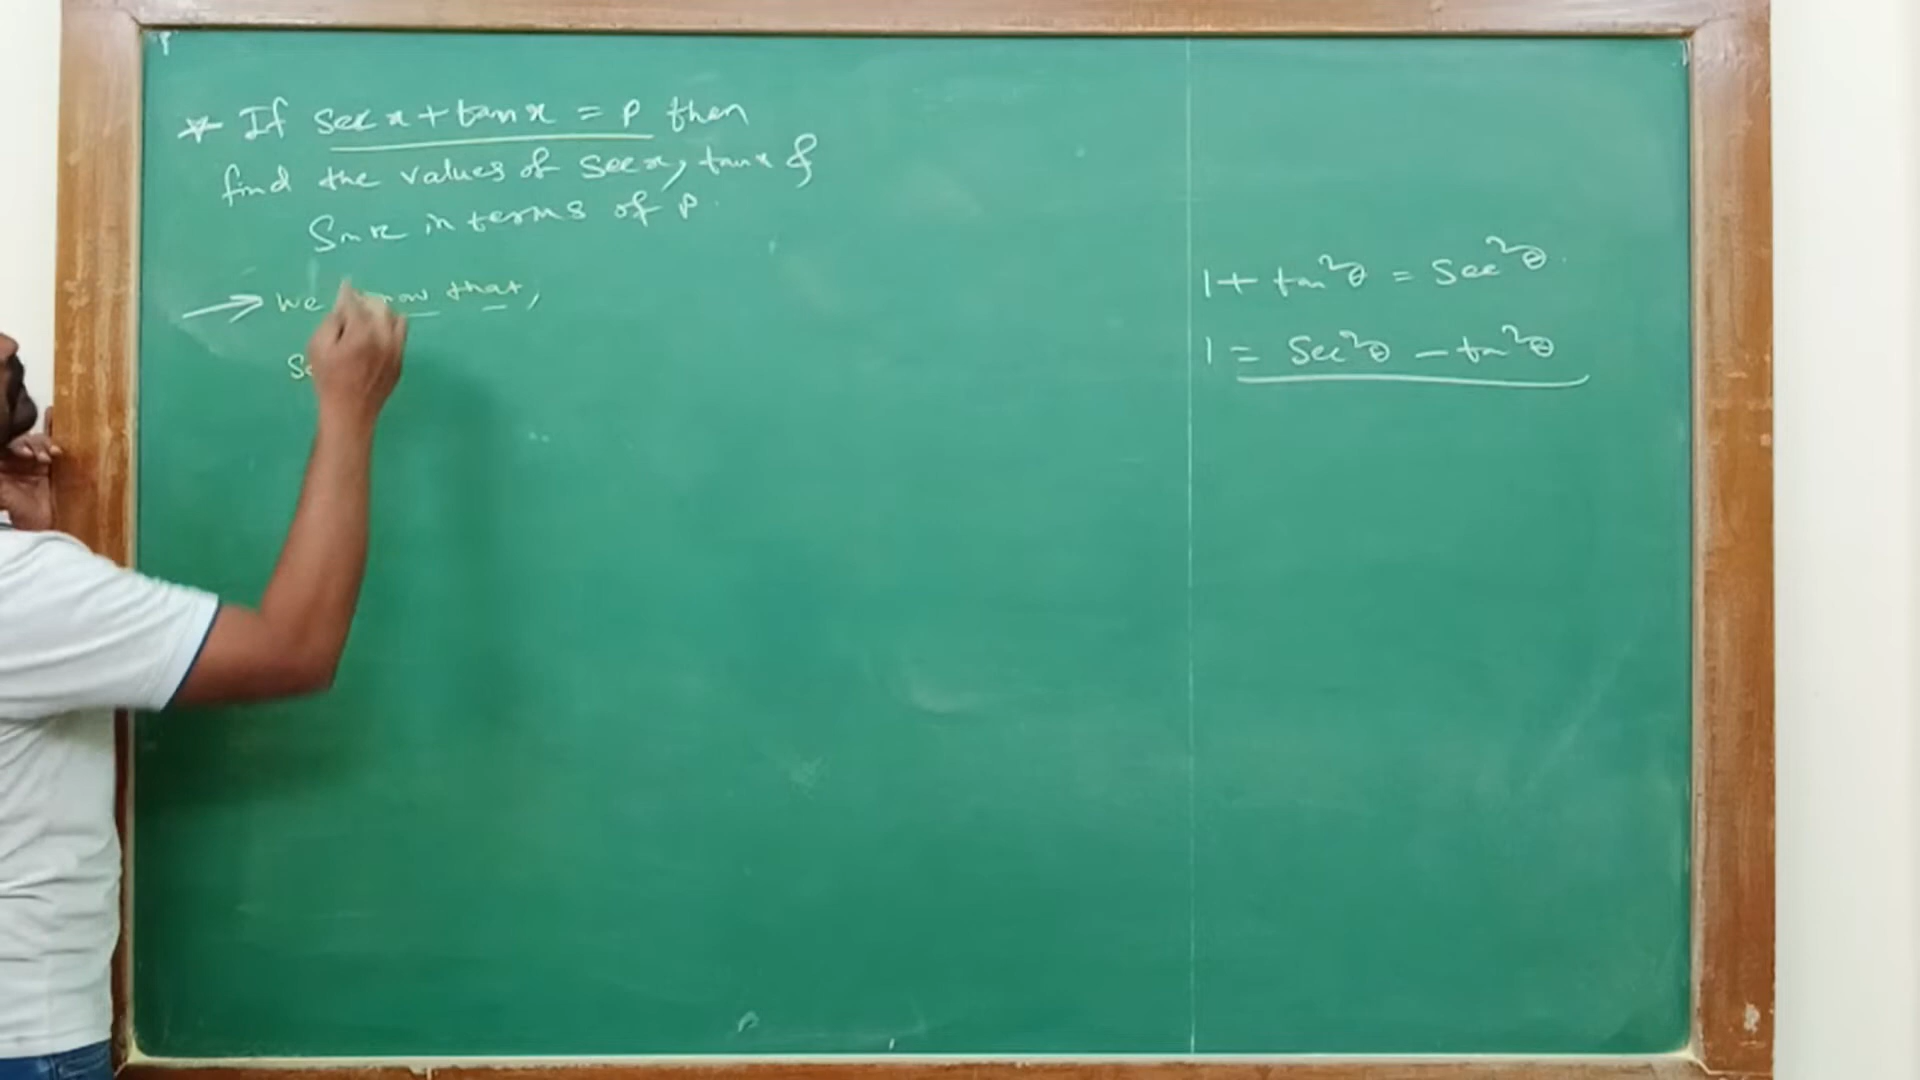 * If sec x + tan x = p then
find the values of sec x, tan x &
Sin x in terms of p.
→ we know that,
Se
1 + tan²θ = Sec²θ.
1 = Sec²θ - tan²θ